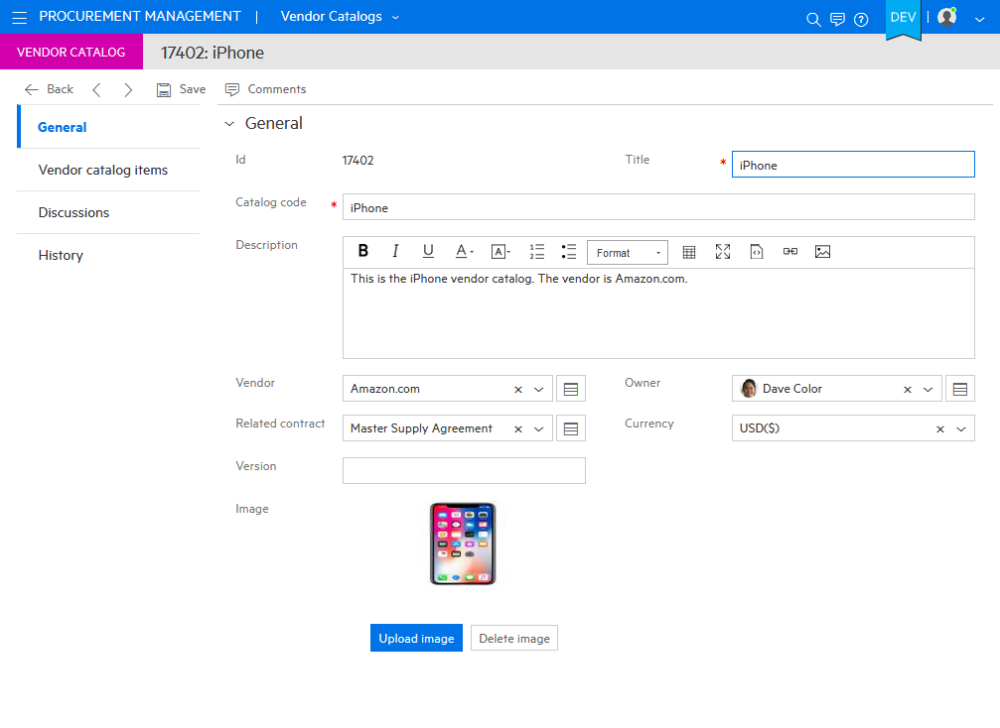 PROCUREMENT MANAGEMENT | Vendor Catalogs
DEV
VENDOR CATALOG 17402: iPhone
Back Save Comments
General
Vendor catalog items
Discussions
History
General
Id 17402 Title * iPhone
Catalog code * iPhone
Description B I U A A Format
This is the iPhone vendor catalog. The vendor is Amazon.com.
Vendor Amazon.com Owner Dave Color
Related contract Master Supply Agreement Currency USD($)
Version
Image
Upload image Delete image